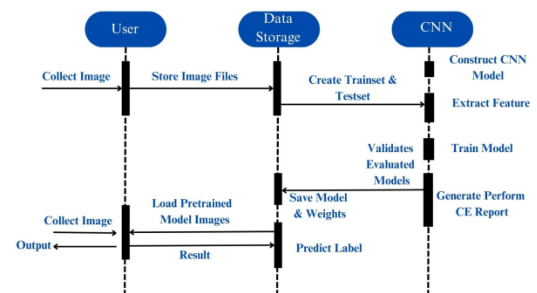 User
Data
Storage
CNN
Construct CNN
Model
Collect Image
Store Image Files
Create Trainset &
Testset
Extract Feature
Validates
Evaluated
Models
Train Model
Save Model
& Weights
Generate Perform
CE Report
Load Pretrained
Model Images
Collect Image
Output
Result
Predict Label